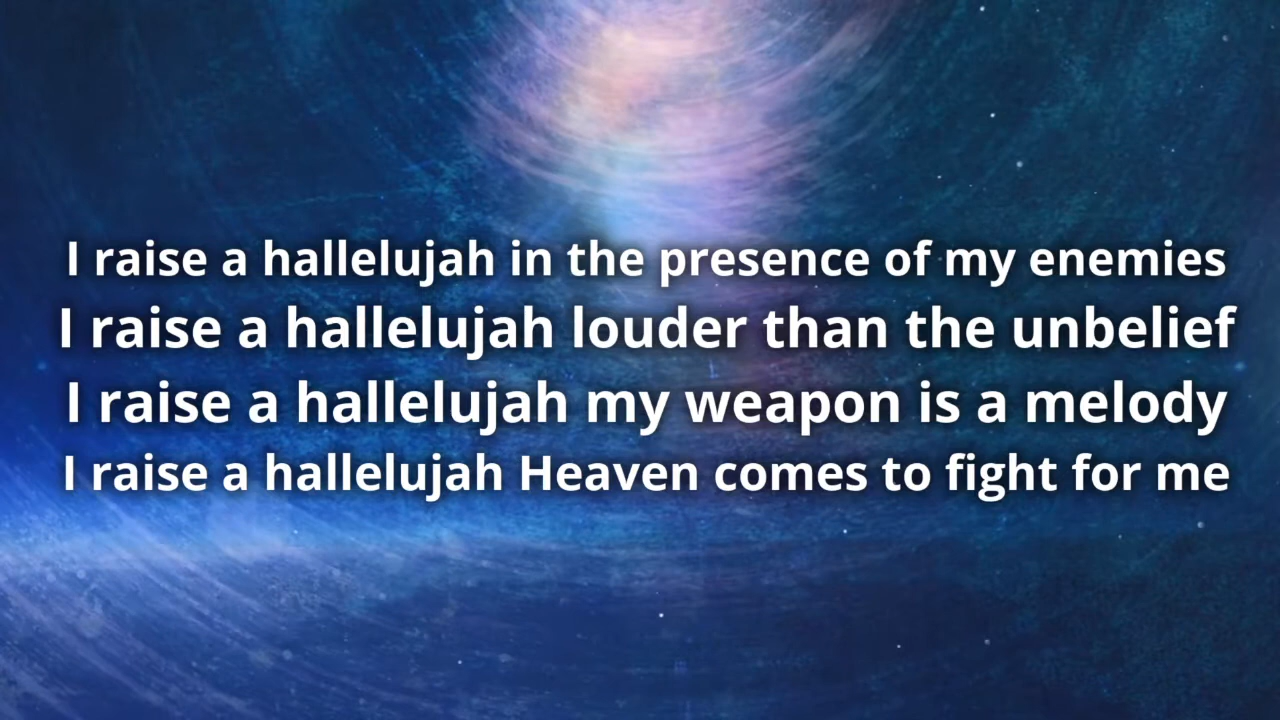 I raise a hallelujah in the presence of my enemies
I raise a hallelujah louder than the unbelief
I raise a hallelujah my weapon is a melody
I raise a hallelujah Heaven comes to fight for me